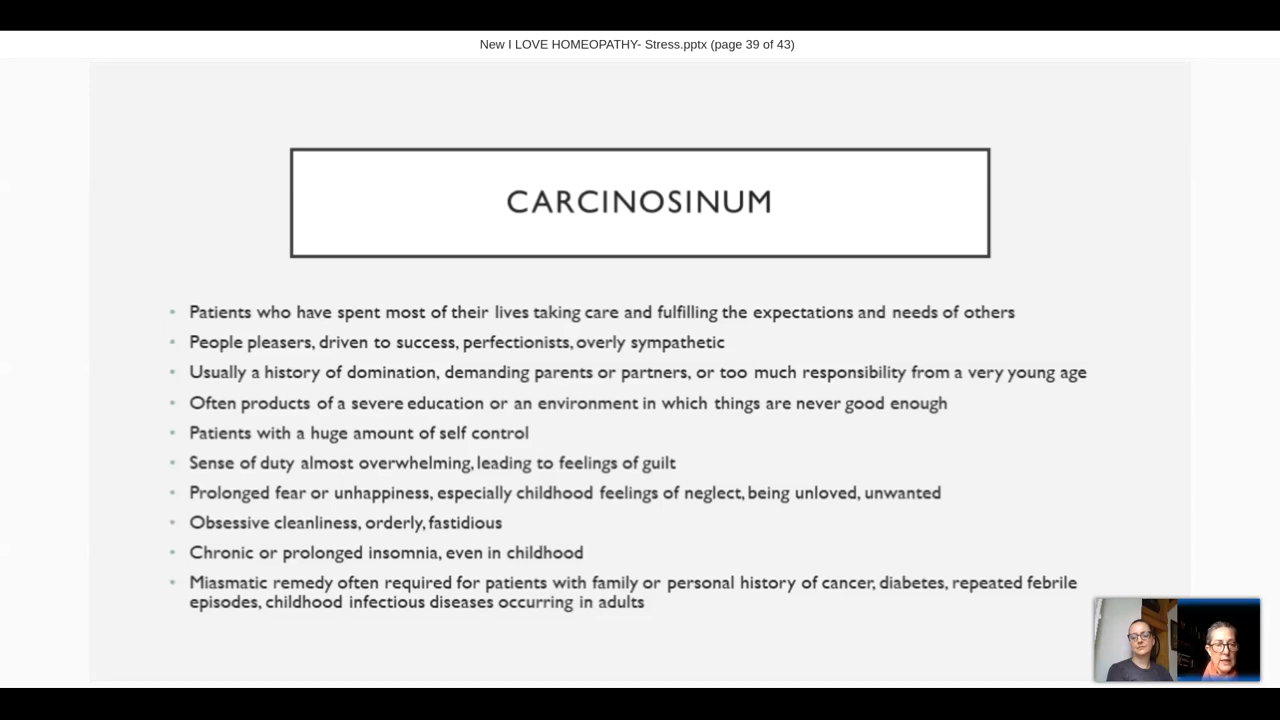 New I LOVE HOMEOPATHY- Stress.pptx (page 39 of 43)
CARCINOSINUM
• Patients who have spent most of their lives taking care and fulfilling the expectations and needs of others
• People pleasers, driven to success, perfectionists, overly sympathetic
• Usually a history of domination, demanding parents or partners, or too much responsibility from a very young age
• Often products of a severe education or an environment in which things are never good enough
• Patients with a huge amount of self control
• Sense of duty almost overwhelming, leading to feelings of guilt
• Prolonged fear or unhappiness, especially childhood feelings of neglect, being unloved, unwanted
• Obsessive cleanliness, orderly, fastidious
• Chronic or prolonged insomnia, even in childhood
• Miasmatic remedy often required for patients with family or personal history of cancer, diabetes, repeated febrile
episodes, childhood infectious diseases occurring in adults